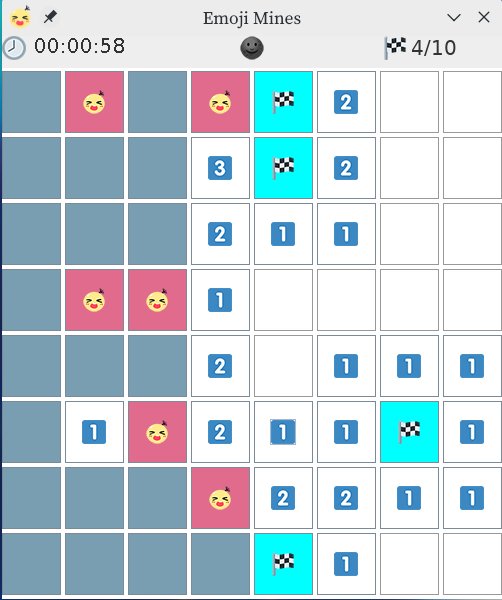 Emoji Mines
00:00:58 4/10
2
3 2
2 1 1
1
2 1 1 1
1 2 1 1 1
2 2 1 1
1